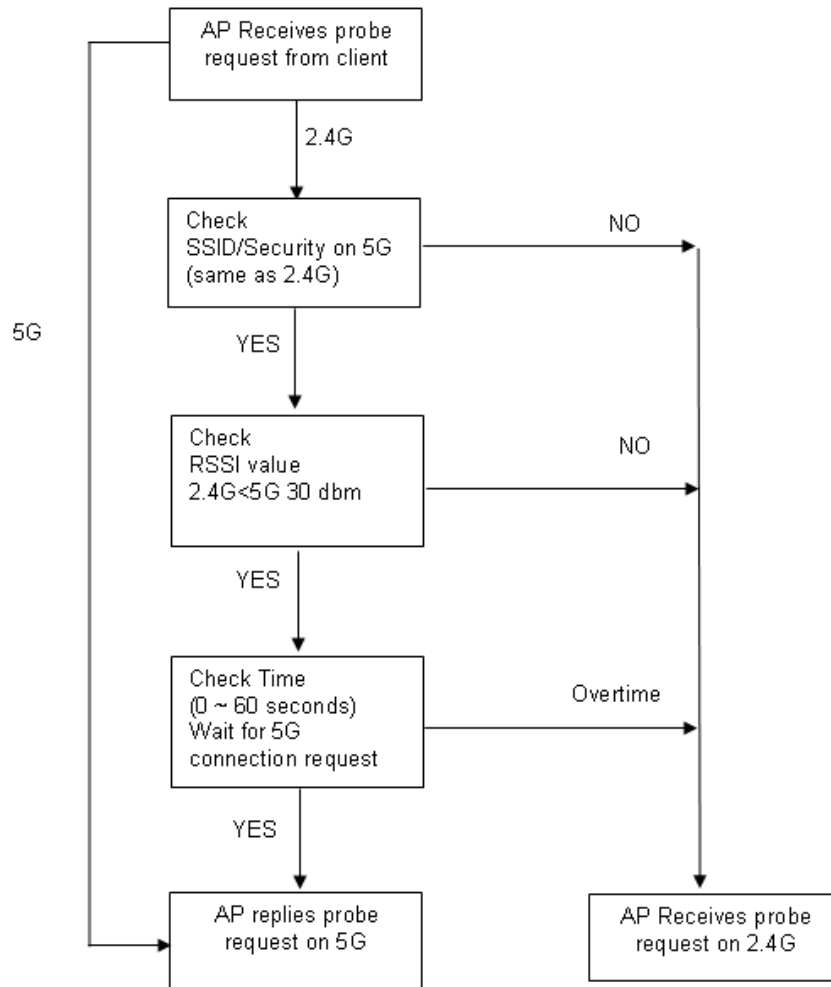 AP Receives probe
request from client
2.4G
Check
SSID/Security on 5G
(same as 2.4G)
NO
5G
YES
Check
RSSI value
2.4G<5G 30 dbm
NO
YES
Check Time
(0 ~ 60 seconds)
Wait for 5G
connection request
Overtime
YES
AP replies probe
request on 5G
AP Receives probe
request on 2.4G